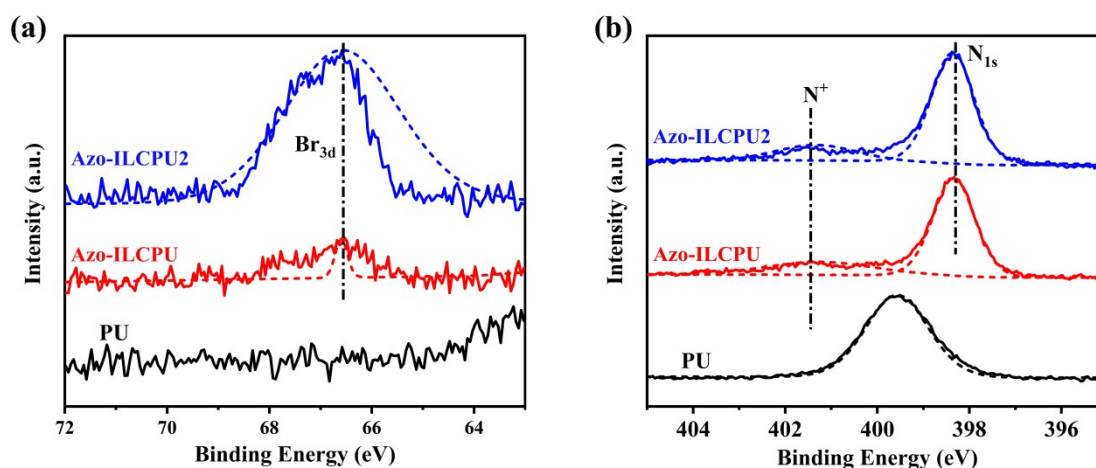 (a)
Intensity (a.u.)
Azo-ILCPU2
Br3d
Azo-ILCPU
PU
72 70 68 66 64
Binding Energy (eV)
(b)
Intensity (a.u.)
N+
N1s
Azo-ILCPU2
Azo-ILCPU
PU
404 402 400 398 396
Binding Energy (eV)